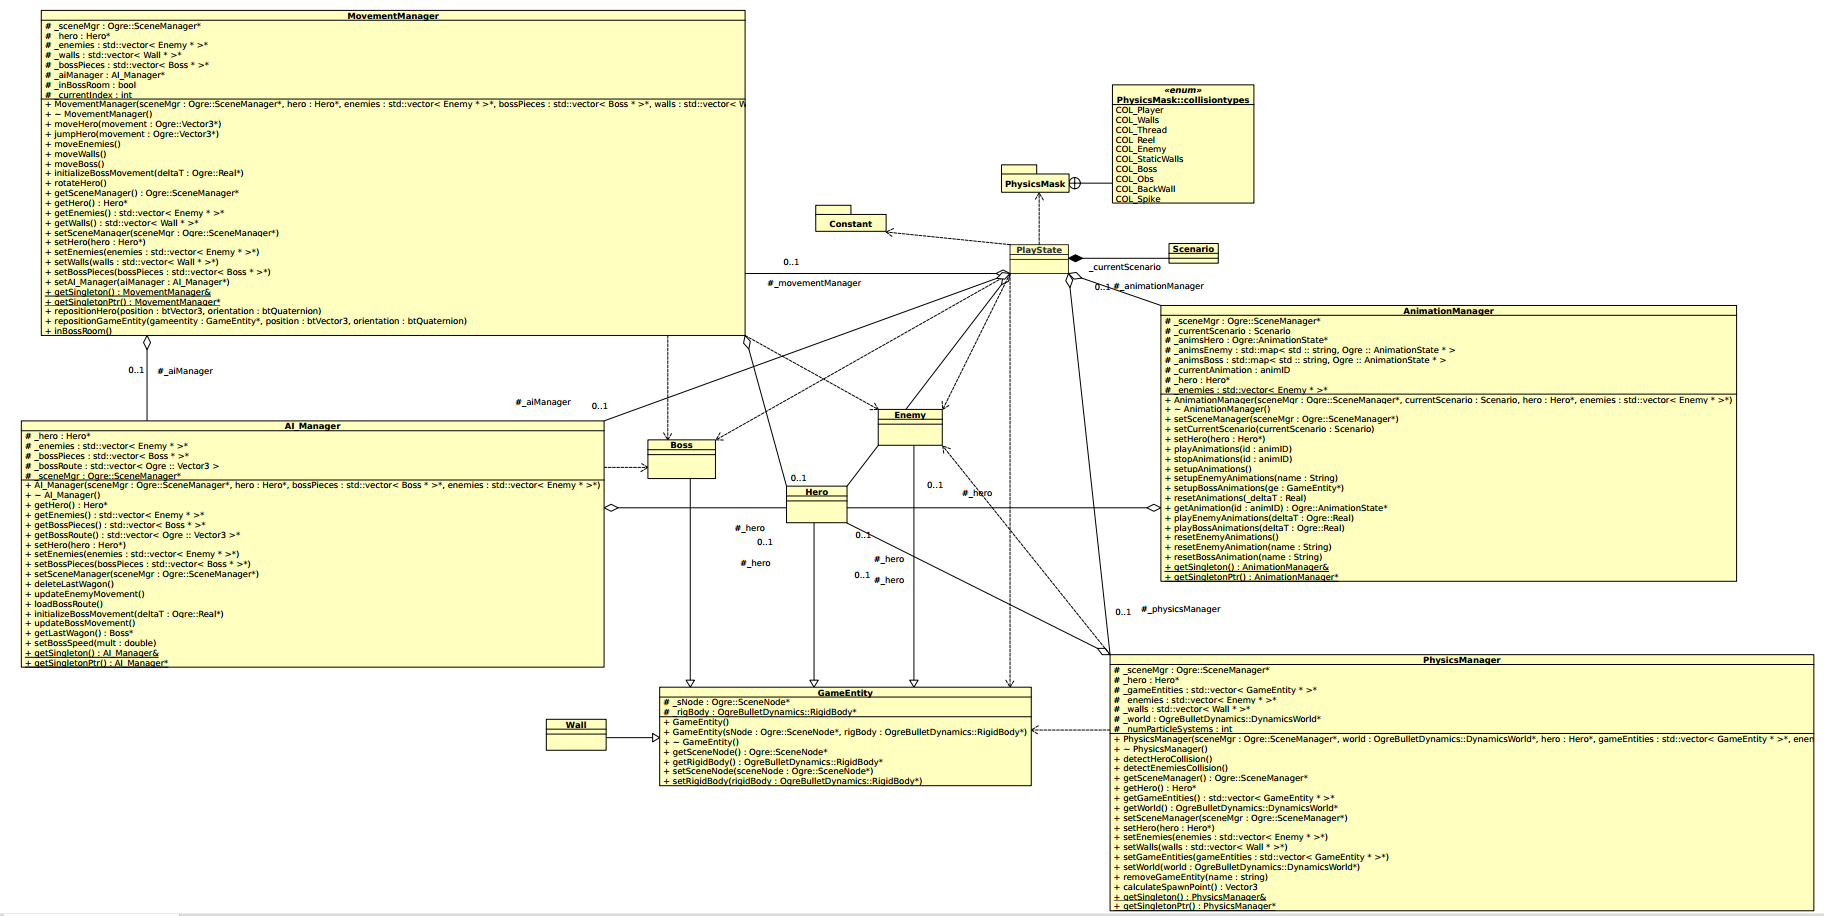 MovementManager
# _sceneMgr : Ogre::SceneManager*
# _hero : Hero*
# _enemies : std::vector< Enemy * >*
# _walls : std::vector< Wall * >*
# _bossPieces : std::vector< Boss * >*
# _aiManager : AI_Manager*
# _inBossRoom : bool
# _currentIndex : int
+ MovementManager(sceneMgr : Ogre::SceneManager*, hero : Hero*, enemies : std::vector< Enemy * >*, bossPieces : std::vector< Boss * >*, walls : std::vector< W
+ ~ MovementManager()
+ moveHero(movement : Ogre::Vector3*)
+ jumpHero(movement : Ogre::Vector3*)
+ moveEnemies()
+ moveWalls()
+ moveBoss()
+ initializeBossMovement(deltaT : Ogre::Real*)
+ rotateHero()
+ getSceneManager() : Ogre::SceneManager*
+ getHero() : Hero*
+ getEnemies() : std::vector< Enemy * >*
+ getWalls() : std::vector< Wall * >*
+ setSceneManager(sceneMgr : Ogre::SceneManager*)
+ setHero(hero : Hero*)
+ setEnemies(enemies : std::vector< Enemy * >*)
+ setWalls(walls : std::vector< Wall * >*)
+ setBossPieces(bossPieces : std::vector< Boss * >*)
+ setAI_Manager(aiManager : AI_Manager*)
+ getSingleton() : MovementManager&
+ getSingletonPtr() : MovementManager*
+ repositionHero(position : btVector3, orientation : btQuaternion)
+ repositionGameEntity(gameentity : GameEntity*, position : btVector3, orientation : btQuaternion)
+ inBossRoom()
«enum»
PhysicsMask::collisiontypes
COL_Player
COL_Walls
COL_Thread
COL_Reel
COL_Enemy
COL_StaticWalls
COL_Boss
COL_Obs
COL_BackWall
COL_Spike
PhysicsMask
Constant
PlayState
Scenario
_currentScenario
0..1
#_movementManager
0..1
#_animationManager
AnimationManager
# _sceneMgr : Ogre::SceneManager*
# _currentScenario : Scenario
# _animsHero : Ogre::AnimationState*
# _animsEnemy : std::map< std :: string, Ogre :: AnimationState * >
# _animsBoss : std::map< std :: string, Ogre :: AnimationState * >
# _currentAnimation : animID
# _hero : Hero*
# _enemies : std::vector< Enemy * >*
+ AnimationManager(sceneMgr : Ogre::SceneManager*, currentScenario : Scenario, hero : Hero*, enemies : std::vector< Enemy * >*)
+ ~ AnimationManager()
+ setSceneManager(sceneMgr : Ogre::SceneManager*)
+ setCurrentScenario(currentScenario : Scenario)
+ setHero(hero : Hero*)
+ playAnimations(id : animID)
+ stopAnimations(id : animID)
+ setupAnimations()
+ setupEnemyAnimations(name : String)
+ setupBossAnimations(ge : GameEntity*)
+ resetAnimations(_deltaT : Real)
+ getAnimation(id : animID) : Ogre::AnimationState*
+ playEnemyAnimations(deltaT : Ogre::Real)
+ playBossAnimations(deltaT : Ogre::Real)
+ resetEnemyAnimations()
+ resetEnemyAnimation(name : String)
+ resetBossAnimation(name : String)
+ getSingleton() : AnimationManager&
+ getSingletonPtr() : AnimationManager*
0..1
#_aiManager
#_aiManager
0..1
AI_Manager
# _hero : Hero*
# _enemies : std::vector< Enemy * >*
# _bossPieces : std::vector< Boss * >*
# _bossRoute : std::vector< Ogre :: Vector3 >
# _sceneMgr : Ogre::SceneManager*
+ AI_Manager(sceneMgr : Ogre::SceneManager*, hero : Hero*, bossPieces : std::vector< Boss * >*, enemies : std::vector< Enemy * >*)
+ ~ AI_Manager()
+ getHero() : Hero*
+ getEnemies() : std::vector< Enemy * >*
+ getBossPieces() : std::vector< Boss * >*
+ getBossRoute() : std::vector< Ogre :: Vector3 >*
+ setHero(hero : Hero*)
+ setEnemies(enemies : std::vector< Enemy * >*)
+ setBossPieces(bossPieces : std::vector< Boss * >*)
+ setSceneManager(sceneMgr : Ogre::SceneManager*)
+ deleteLastWagon()
+ updateEnemyMovement()
+ loadBossRoute()
+ initializeBossMovement(deltaT : Ogre::Real*)
+ updateBossMovement()
+ getLastWagon() : Boss*
+ setBossSpeed(mult : double)
+ getSingleton() : AI_Manager&
+ getSingletonPtr() : AI_Manager*
Enemy
Boss
0..1
Hero
0..1
#_hero
#_hero
0..1
#_hero
0..1
#_hero
0..1
#_hero
0..1
#_physicsManager
GameEntity
# _sNode : Ogre::SceneNode*
# _rigBody : OgreBulletDynamics::RigidBody*
+ GameEntity()
+ GameEntity(sNode : Ogre::SceneNode*, rigBody : OgreBulletDynamics::RigidBody*)
+ ~ GameEntity()
+ getSceneNode() : Ogre::SceneNode*
+ getRigidBody() : OgreBulletDynamics::RigidBody*
+ setSceneNode(sceneNode : Ogre::SceneNode*)
+ setRigidBody(rigidBody : OgreBulletDynamics::RigidBody*)
Wall
PhysicsManager
# _sceneMgr : Ogre::SceneManager*
# _hero : Hero*
# _gameEntities : std::vector< GameEntity * >*
# _enemies : std::vector< Enemy * >*
# _walls : std::vector< Wall * >*
# _world : OgreBulletDynamics::DynamicsWorld*
# _numParticleSystems : int
+ PhysicsManager(sceneMgr : Ogre::SceneManager*, world : OgreBulletDynamics::DynamicsWorld*, hero : Hero*, gameEntities : std::vector< GameEntity * >*, enem
+ ~ PhysicsManager()
+ detectHeroCollision()
+ detectEnemiesCollision()
+ getSceneManager() : Ogre::SceneManager*
+ getHero() : Hero*
+ getGameEntities() : std::vector< GameEntity * >*
+ getWorld() : OgreBulletDynamics::DynamicsWorld*
+ setSceneManager(sceneMgr : Ogre::SceneManager*)
+ setHero(hero : Hero*)
+ setEnemies(enemies : std::vector< Enemy * >*)
+ setWalls(walls : std::vector< Wall * >*)
+ setGameEntities(gameEntities : std::vector< GameEntity * >*)
+ setWorld(world : OgreBulletDynamics::DynamicsWorld*)
+ removeGameEntity(name : string)
+ calculateSpawnPoint() : Vector3
+ getSingleton() : PhysicsManager&
+ getSingletonPtr() : PhysicsManager*